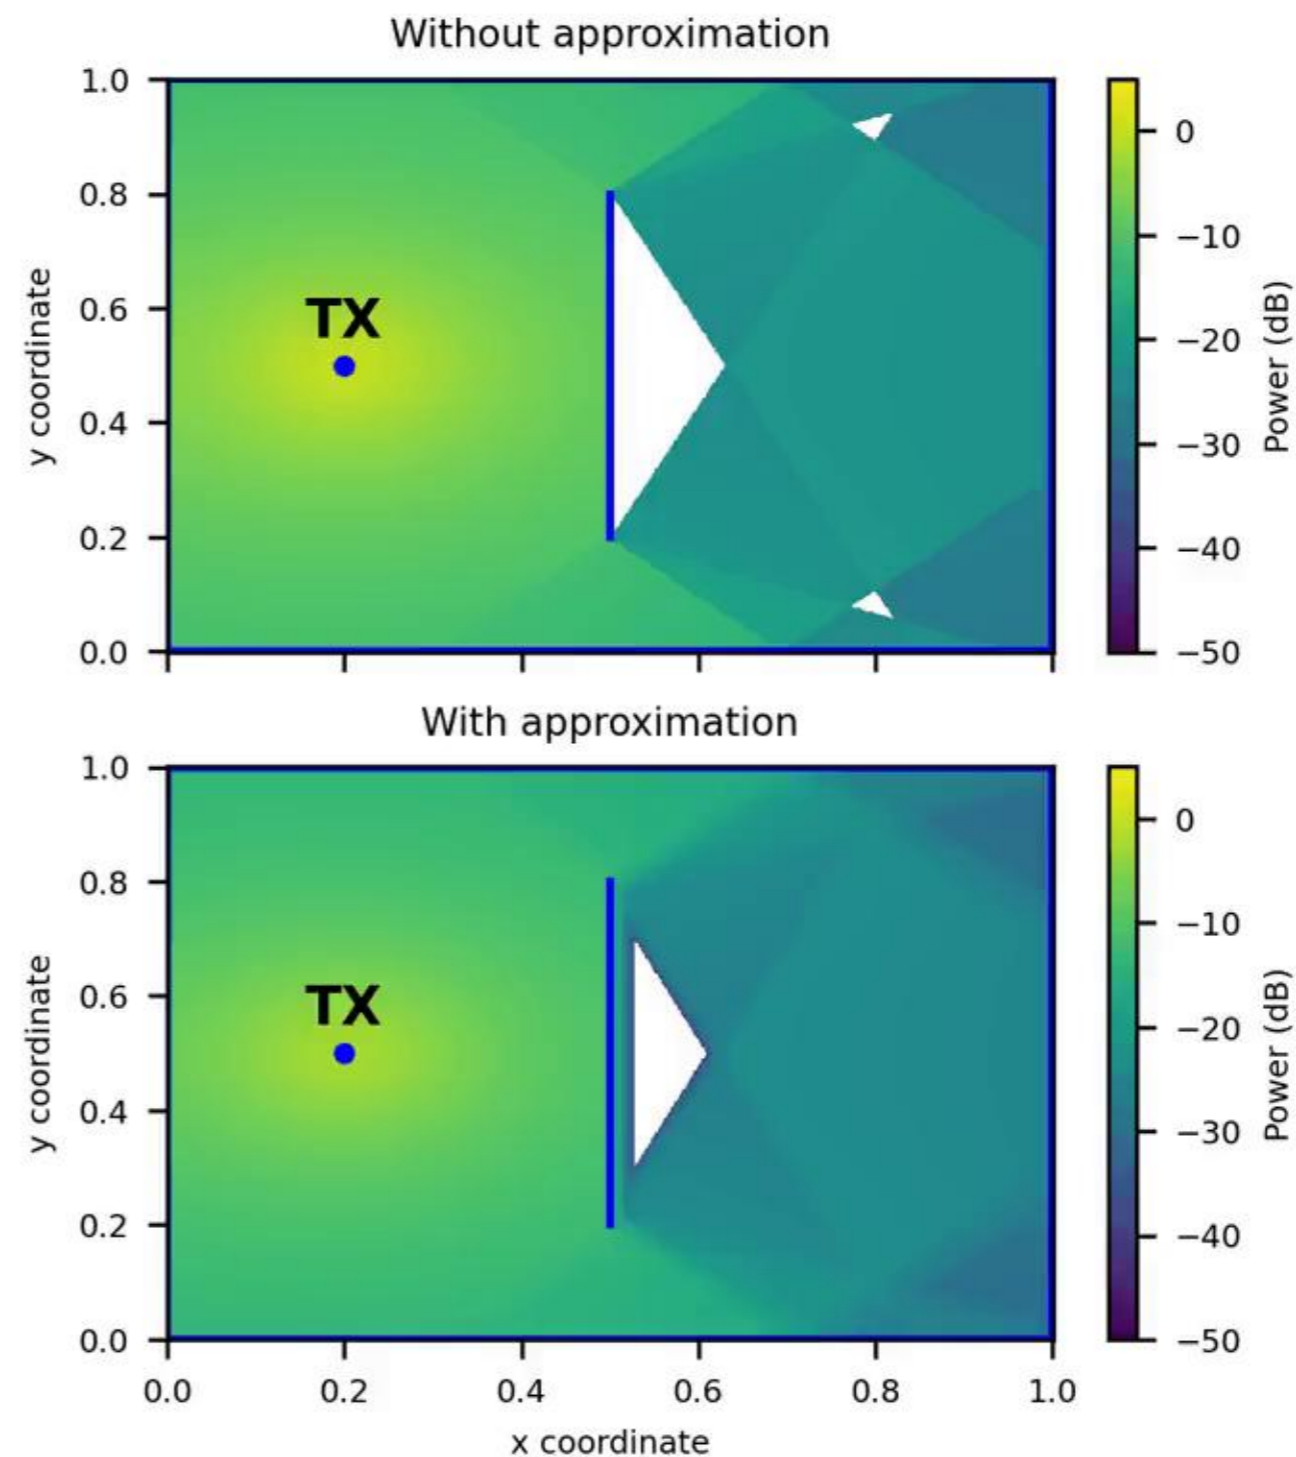 Without approximation
1.0
0.8
0.6
0.4
0.2
0.0
y coordinate
TX
0
−10
−20
−30
−40
−50
Power (dB)
With approximation
1.0
0.8
0.6
0.4
0.2
0.0
y coordinate
TX
0.0 0.2 0.4 0.6 0.8 1.0
x coordinate
0
−10
−20
−30
−40
−50
Power (dB)